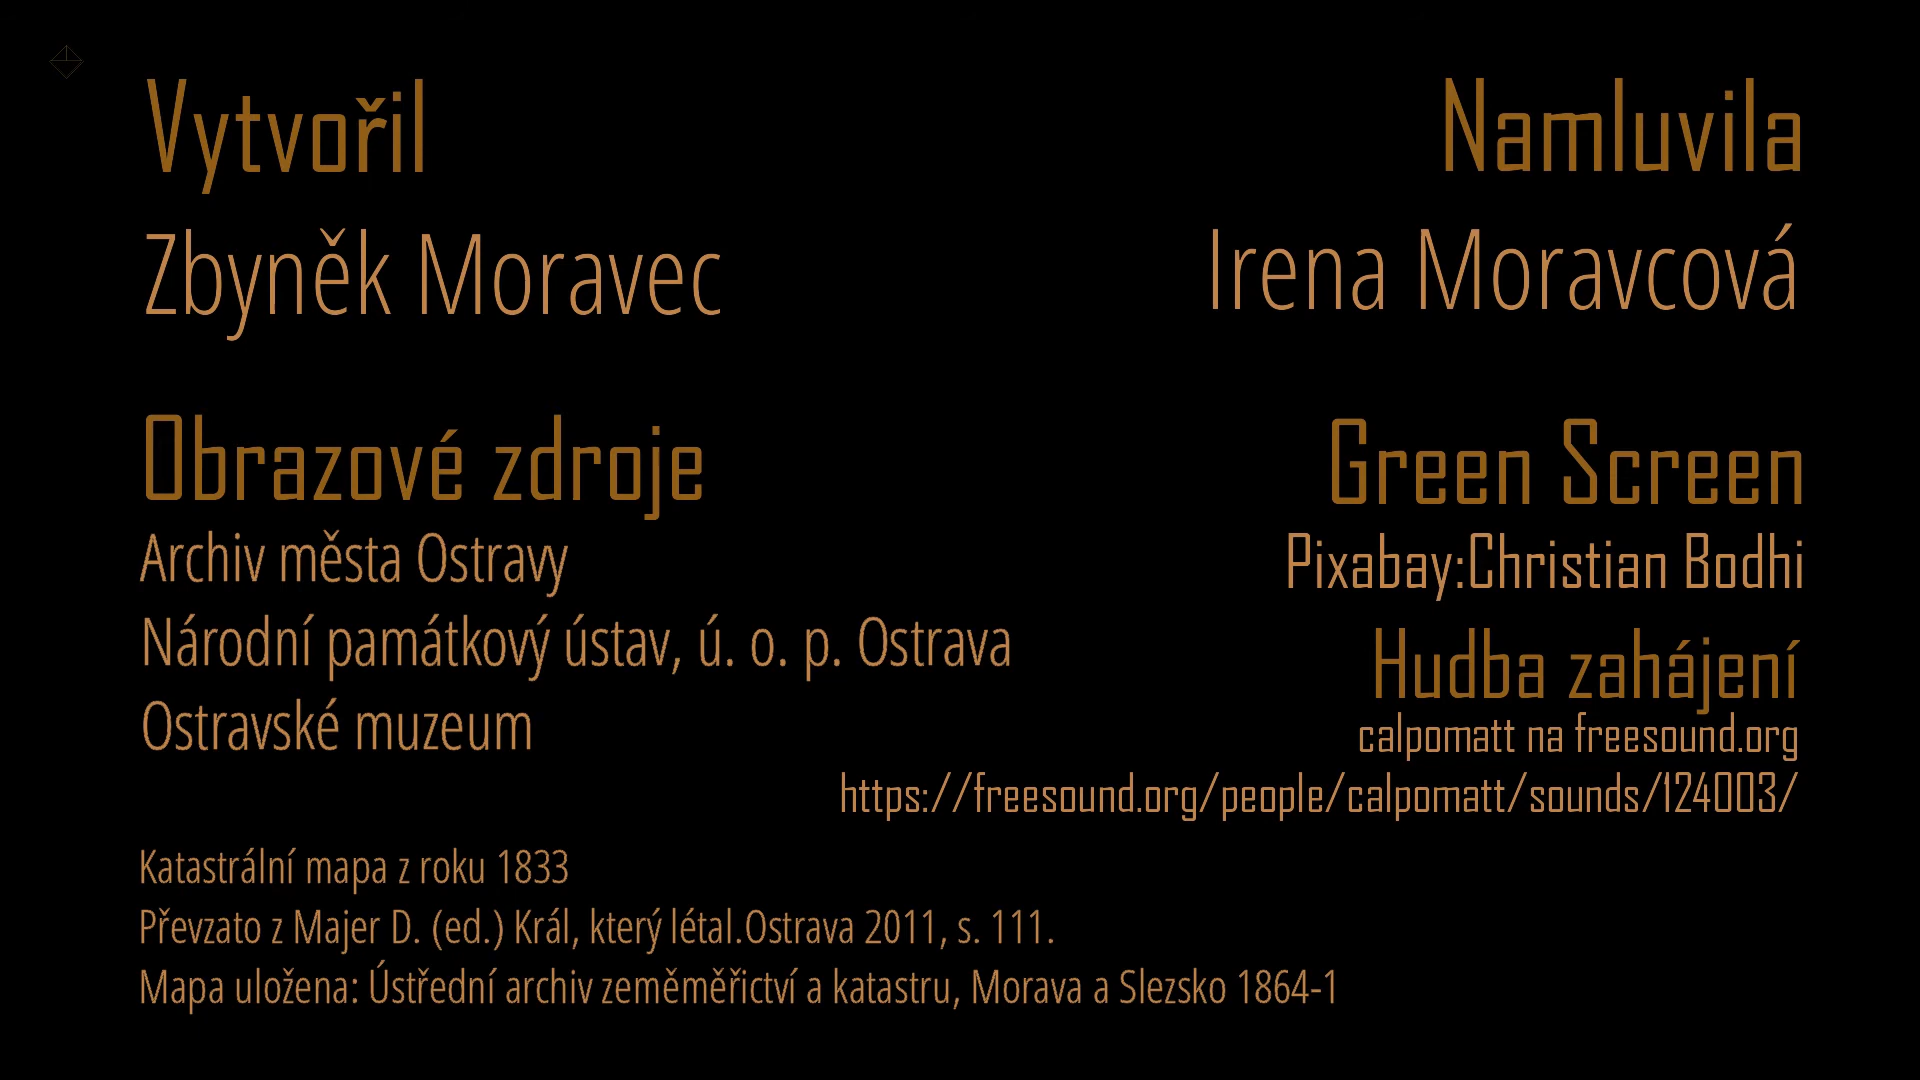 Vytvořil
Zbyněk Moravec
Namluvila
Irena Moravcová
Obrazové zdroje
Archiv města Ostravy
Národní památkový ústav, ú. o. p. Ostrava
Ostravské muzeum
Green Screen
Pixabay:Christian Bodhi
Hudba zahájení
calpomatt na freesound.org
https://freesound.org/people/calpomatt/sounds/124003/
Katastrální mapa z roku 1833
Převzato z Majer D. (ed.) Král, který létal.Ostrava 2011, s. 111.
Mapa uložena: Ústřední archiv zeměměřictví a katastru, Morava a Slezsko 1864-1